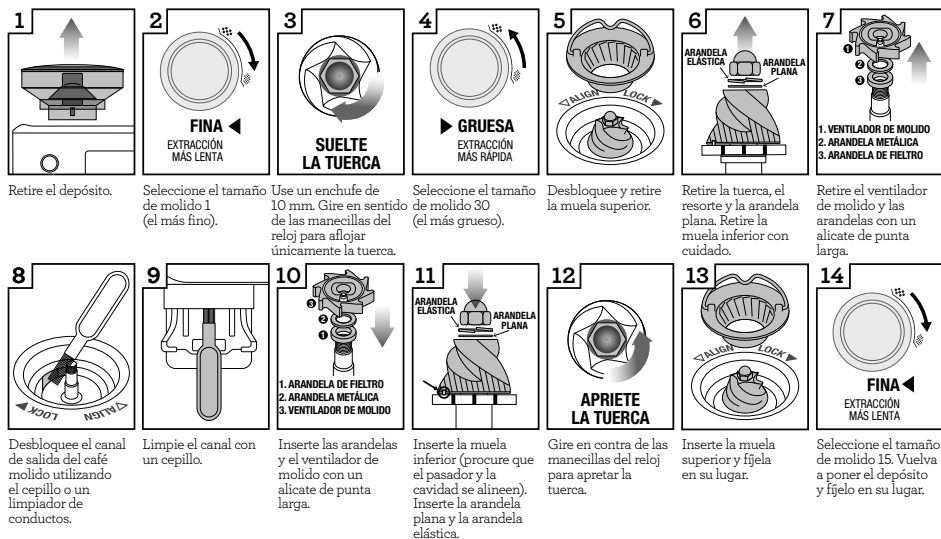 1
Retire el depósito.
2
FINA ◀
EXTRACCIÓN
MÁS LENTA
Seleccione el tamaño
de molido 1
(el más fino).
3
SUELTE
LA TUERCA
Use un enchufe de
10 mm. Gire en sentido
de las manecillas del
reloj para aflojar
únicamente la tuerca.
4
▶ GRUESA
EXTRACCIÓN
MÁS RÁPIDA
Seleccione el tamaño
de molido 30
(el más grueso).
5
ALIGN LOCK
Desbloquee y retire
la muela superior.
6
ARANDELA
ELÁSTICA
ARANDELA
PLANA
Retire la tuerca, el
resorte y la arandela
plana. Retire la
muela inferior con
cuidado.
7
1
2
3
1. VENTILADOR DE MOLIDO
2. ARANDELA METÁLICA
3. ARANDELA DE FIELTRO
Retire el ventilador
de molido y las
arandelas con un
alicate de punta
larga.
8
LOCK ALIGN
Desbloquee el canal
de salida del café
molido utilizando
el cepillo o un
limpiador de
conductos.
9
Limpie el canal con
un cepillo.
10
3
2
1
1. ARANDELA DE FIELTRO
2. ARANDELA METÁLICA
3. VENTILADOR DE MOLIDO
Inserte las arandelas
y el ventilador de
molido con un
alicate de punta
larga.
11
ARANDELA
ELÁSTICA
ARANDELA
PLANA
Inserte la muela
inferior (procure que
el pasador y la
cavidad se alineen).
Inserte la arandela
plana y la arandela
elástica.
12
APRIETE
LA TUERCA
Gire en contra de las
manecillas del reloj
para apretar la
tuerca.
13
ALIGN LOCK
Inserte la muela
superior y fíjela
en su lugar.
14
FINA ◀
EXTRACCIÓN
MÁS LENTA
Seleccione el tamaño
de molido 15. Vuelva
a poner el depósito
y fíjelo en su lugar.